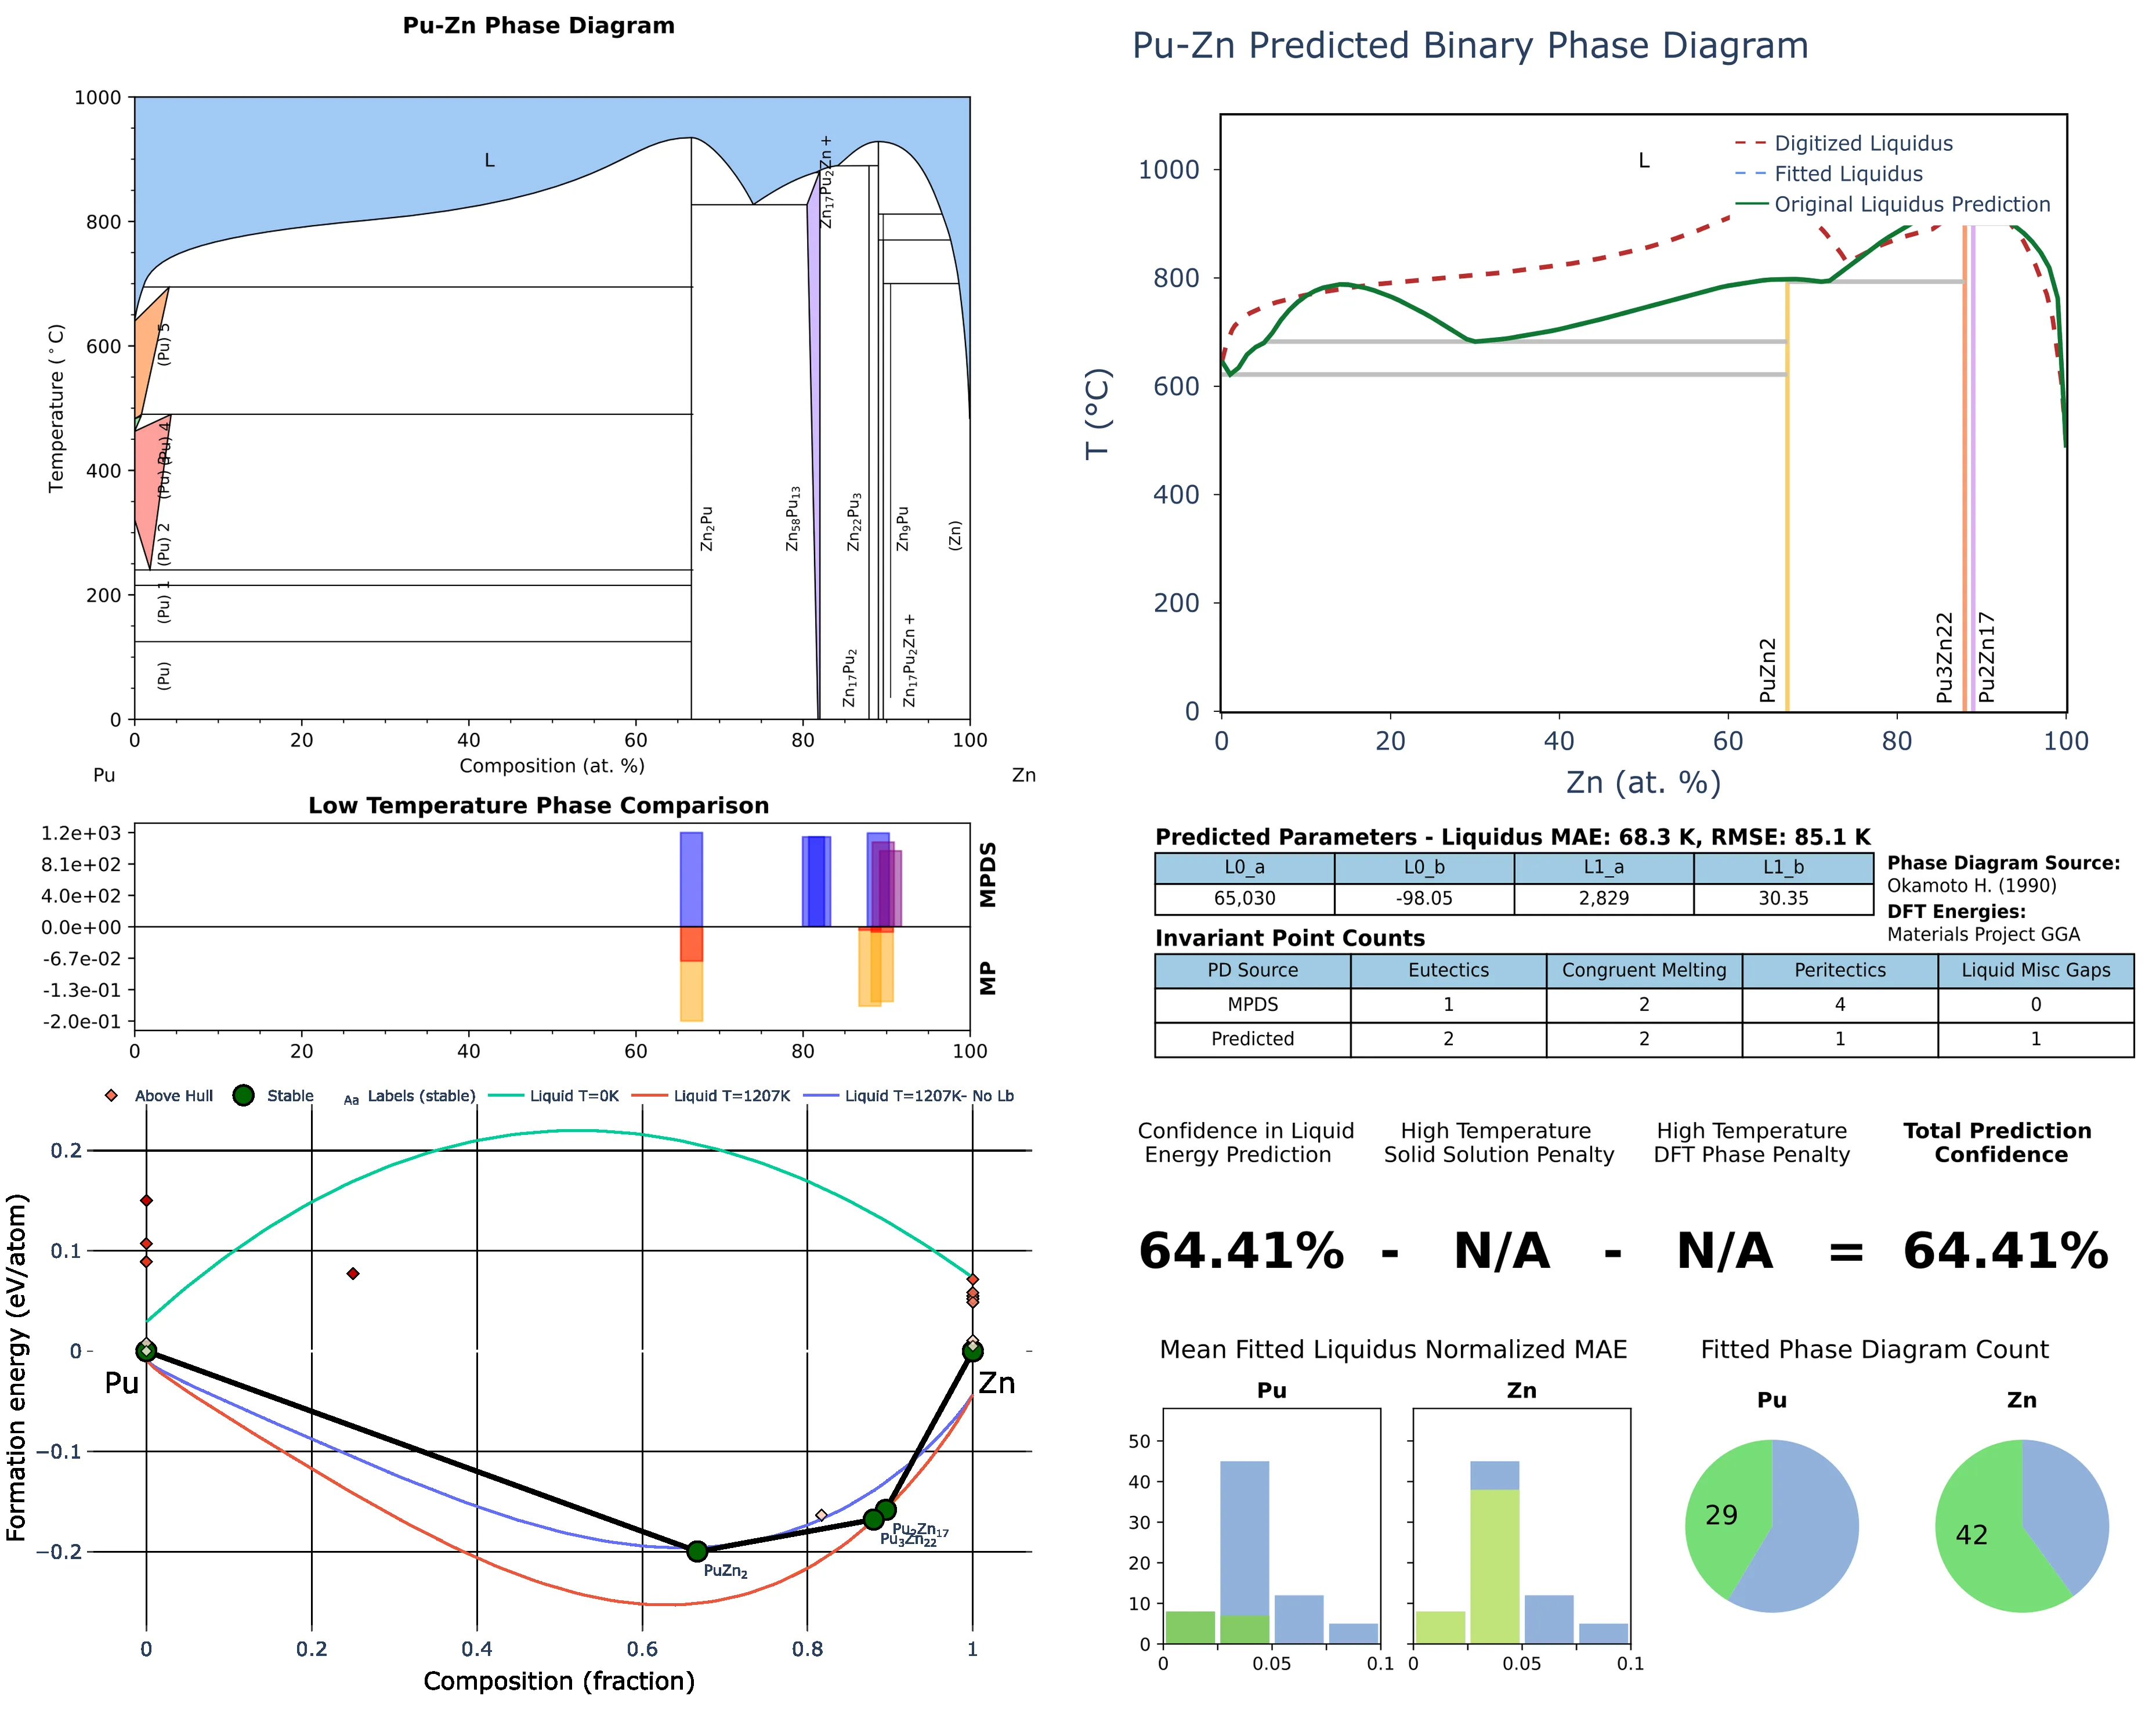 Pu-Zn Phase Diagram
1000
800
600
400
200
0
Temperature (°C)
L
(Pu) 5
(Pu) 4
(Pu) 2
(Pu) 1
(Pu)
Zn2Pu
Zn58Pu13
Zn17Pu2Zn+
Zn22Pu3
Zn17Pu2
Zn9Pu
Zn17Pu2Zn+
(Zn)
0 20 40 60 80 100
Composition (at. %)
Pu Zn
Low Temperature Phase Comparison
1.2e+03
8.1e+02
4.0e+02
0.0e+00
-6.7e-02
-1.3e-01
-2.0e-01
MPDS
MP
0 20 40 60 80 100
Above Hull Stable Aa Labels (stable) Liquid T=0K Liquid T=1207K Liquid T=1207K- No Lb
Formation energy (eV/atom)
0.2
0.1
0
−0.1
−0.2
Pu
Zn
Pu2Zn17
Pu3Zn22
PuZn2
0 0.2 0.4 0.6 0.8 1
Composition (fraction)
Pu-Zn Predicted Binary Phase Diagram
L
Digitized Liquidus
Fitted Liquidus
Original Liquidus Prediction
1000
800
600
400
200
0
T (°C)
PuZn2
Pu3Zn22
Pu2Zn17
0 20 40 60 80 100
Zn (at. %)
Predicted Parameters - Liquidus MAE: 68.3 K, RMSE: 85.1 K
L0_a L0_b L1_a L1_b
65,030 -98.05 2,829 30.35
Phase Diagram Source:
Okamoto H. (1990)
DFT Energies:
Materials Project GGA
Invariant Point Counts
PD Source Eutectics Congruent Melting Peritectics Liquid Misc Gaps
MPDS 1 2 4 0
Predicted 2 2 1 1
Confidence in Liquid
Energy Prediction
High Temperature
Solid Solution Penalty
High Temperature
DFT Phase Penalty
Total Prediction
Confidence
64.41% - N/A - N/A = 64.41%
Mean Fitted Liquidus Normalized MAE
Pu Zn
50
40
30
20
10
0
0 0.05 0.1
0 0.05 0.1
Fitted Phase Diagram Count
Pu Zn
29
42